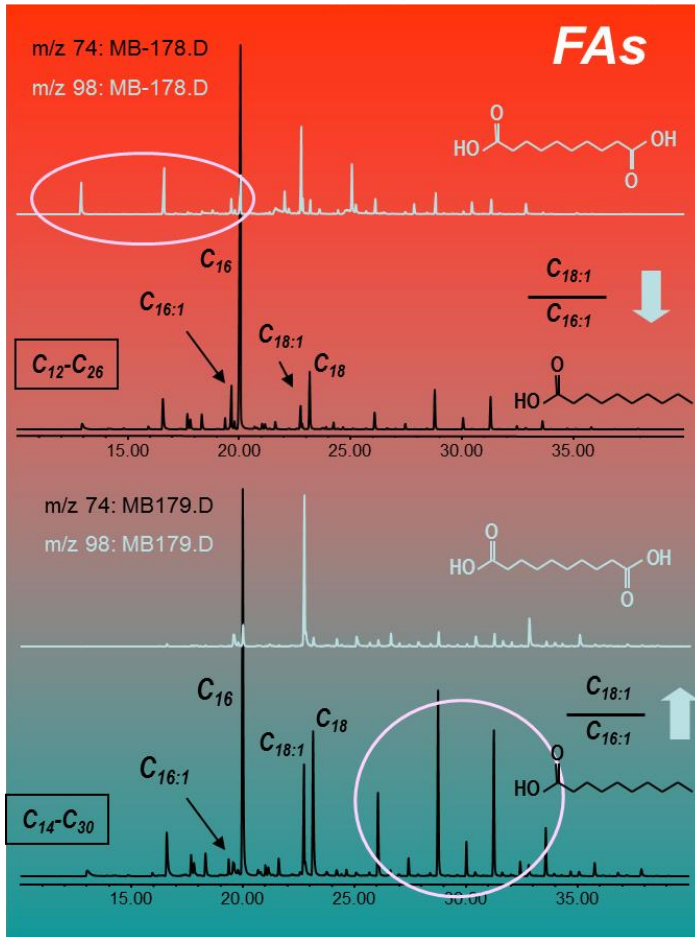 FAs
m/z 74: MB-178.D
m/z 98: MB-178.D
O
HO
OH
O
C16
C16:1
C18:1
C18
C18:1
C16:1
C12-C26
O
HO
15.00 20.00 25.00 30.00 35.00
m/z 74: MB179.D
m/z 98: MB179.D
O
HO
OH
O
C16
C18:1
C18
C16:1
C18:1
C16:1
O
HO
C14-C30
15.00 20.00 25.00 30.00 35.00